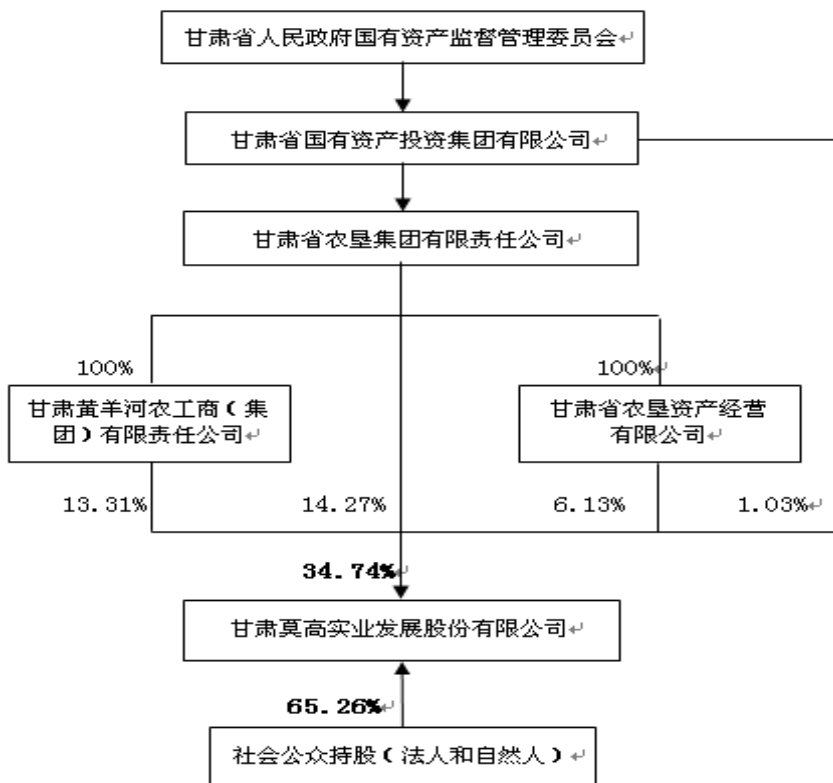 甘肃省人民政府国有资产监督管理委员会↵
甘肃省国有资产投资集团有限公司↵
甘肃省农垦集团有限责任公司↵
100%
100%↵
甘肃黄羊河农工商（集
团）有限责任公司↵
甘肃省农垦资产经营
有限公司↵
13.31%
14.27%
6.13%
1.03%↵
34.74%↵
甘肃莫高实业发展股份有限公司↵
65.26%↵
社会公众持股（法人和自然人）↵